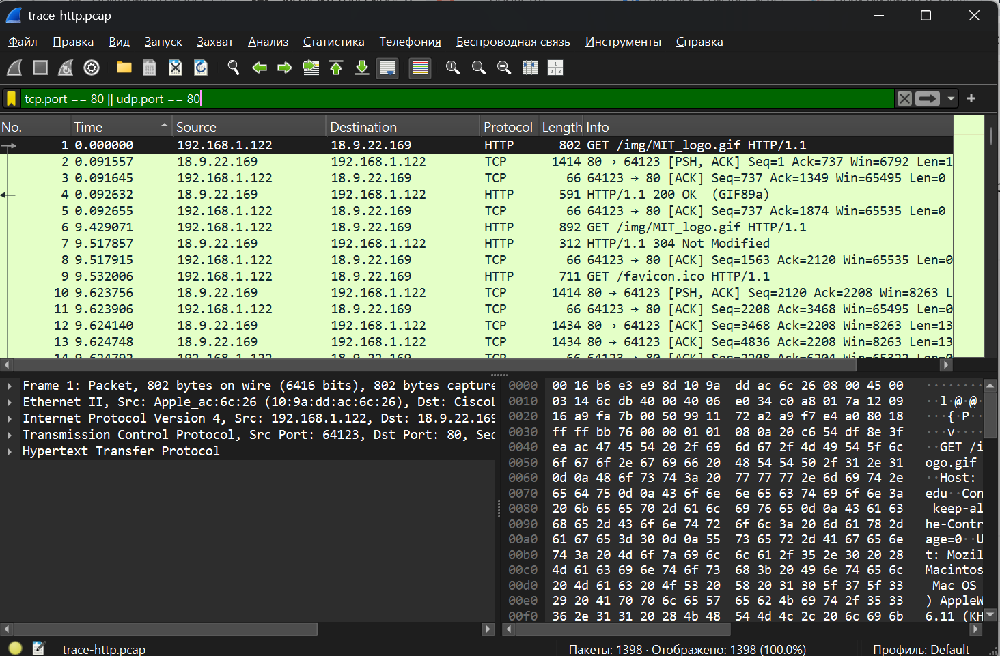 trace-http.pcap
Файл Правка Вид Запуск Захват Анализ Статистика Телефония Беспроводная связь Инструменты Справка
tcp.port == 80 || udp.port == 80
No. Time Source Destination Protocol Length Info
1 0.000000 192.168.1.122 18.9.22.169 HTTP 802 GET /img/MIT_logo.gif HTTP/1.1
2 0.091557 18.9.22.169 192.168.1.122 TCP 1414 80 → 64123 [PSH, ACK] Seq=1 Ack=737 Win=6792 Len=1
3 0.091645 192.168.1.122 18.9.22.169 TCP 66 64123 → 80 [ACK] Seq=737 Ack=1349 Win=65495 Len=0
4 0.092632 18.9.22.169 192.168.1.122 HTTP 591 HTTP/1.1 200 OK (GIF89a)
5 0.092655 192.168.1.122 18.9.22.169 TCP 66 64123 → 80 [ACK] Seq=737 Ack=1874 Win=65535 Len=0
6 9.429071 192.168.1.122 18.9.22.169 HTTP 892 GET /img/MIT_logo.gif HTTP/1.1
7 9.517857 18.9.22.169 192.168.1.122 HTTP 312 HTTP/1.1 304 Not Modified
8 9.517915 192.168.1.122 18.9.22.169 TCP 66 64123 → 80 [ACK] Seq=1563 Ack=2120 Win=65535 Len=0
9 9.532006 192.168.1.122 18.9.22.169 HTTP 711 GET /favicon.ico HTTP/1.1
10 9.623756 18.9.22.169 192.168.1.122 TCP 1414 80 → 64123 [PSH, ACK] Seq=2120 Ack=2208 Win=8263 L
11 9.623906 192.168.1.122 18.9.22.169 TCP 66 64123 → 80 [ACK] Seq=2208 Ack=3468 Win=65495 Len=0
12 9.624140 18.9.22.169 192.168.1.122 TCP 1434 80 → 64123 [ACK] Seq=3468 Ack=2208 Win=8263 Len=13
13 9.624748 18.9.22.169 192.168.1.122 TCP 1434 80 → 64123 [ACK] Seq=4836 Ack=2208 Win=8263 Len=13
14 9.624792 192.168.1.122 18.9.22.169 TCP 66 64123 → 80 [ACK] Seq=2208 Ack=6204 Win=65322 Len=0
Frame 1: Packet, 802 bytes on wire (6416 bits), 802 bytes capture
Ethernet II, Src: Apple_ac:6c:26 (10:9a:dd:ac:6c:26), Dst: CiscoL
Internet Protocol Version 4, Src: 192.168.1.122, Dst: 18.9.22.169
Transmission Control Protocol, Src Port: 64123, Dst Port: 80, Seq
Hypertext Transfer Protocol
0000 00 16 b6 e3 e9 8d 10 9a dd ac 6c 26 08 00 45 00 ········
0010 03 14 6c db 40 00 40 06 e0 34 c0 a8 01 7a 12 09 ··l·@·@·
0020 16 a9 fa 7b 00 50 99 11 72 a2 a9 f7 e4 a0 80 18 ···{·P··
0030 ff ff bb 76 00 00 01 01 08 0a 20 c6 54 df 8e 3f ···v····
0040 ea ac 47 45 54 20 2f 69 6d 67 2f 4d 49 54 5f 6c ··GET /i
0050 6f 67 6f 2e 67 69 66 20 48 54 54 50 2f 31 2e 31 ogo.gif
0060 0d 0a 48 6f 73 74 3a 20 77 77 77 2e 6d 69 74 2e ··Host:
0070 65 64 75 0d 0a 43 6f 6e 6e 65 63 74 69 6f 6e 3a edu··Con
0080 20 6b 65 65 70 2d 61 6c 69 76 65 0d 0a 43 61 63 keep-al
0090 68 65 2d 43 6f 6e 74 72 6f 6c 3a 20 6d 61 78 2d he-Contr
00a0 61 67 65 3d 30 0d 0a 55 73 65 72 2d 41 67 65 6e age=0··U
00b0 74 3a 20 4d 6f 7a 69 6c 6c 61 2f 35 2e 30 20 28 t: Mozil
00c0 4d 61 63 69 6e 74 6f 73 68 3b 20 49 6e 74 65 6c Macintos
00d0 20 4d 61 63 20 4f 53 20 58 20 31 30 5f 37 5f 33 Mac OS
00e0 29 20 41 70 70 6c 65 57 65 62 4b 69 74 2f 35 33 ) AppleW
00f0 36 2e 31 31 20 28 4b 48 54 4d 4c 2c 20 6c 69 6b 6.11 (KH
trace-http.pcap Пакеты: 1398 · Отображено: 1398 (100.0%) Профиль: Default